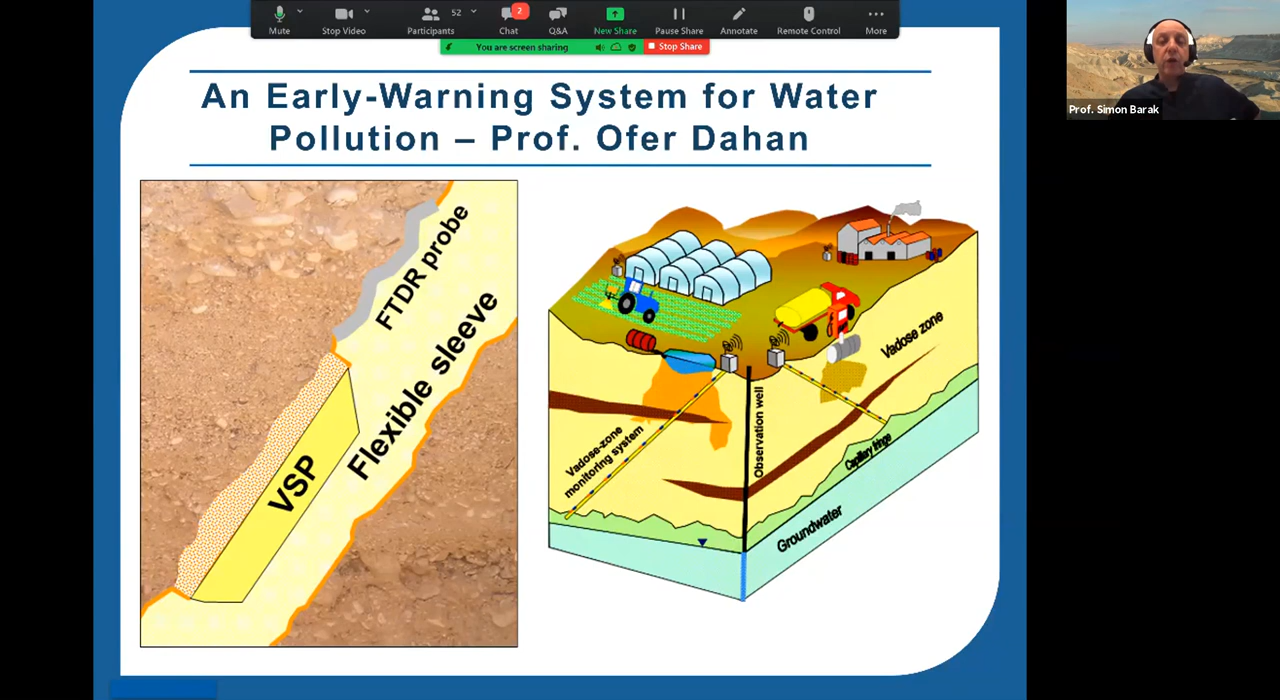 52
2
Mute
Stop Video
Participants
Chat
Q&A
New Share
Pause Share
Annotate
Remote Control
More
You are screen sharing
Stop Share
Prof. Simon Barak
An Early-Warning System for Water
Pollution – Prof. Ofer Dahan
FTDR probe
Flexible sleeve
VSP
Vadose zone
Observation well
Vadose-zone
monitoring system
Capillary fringe
Groundwater